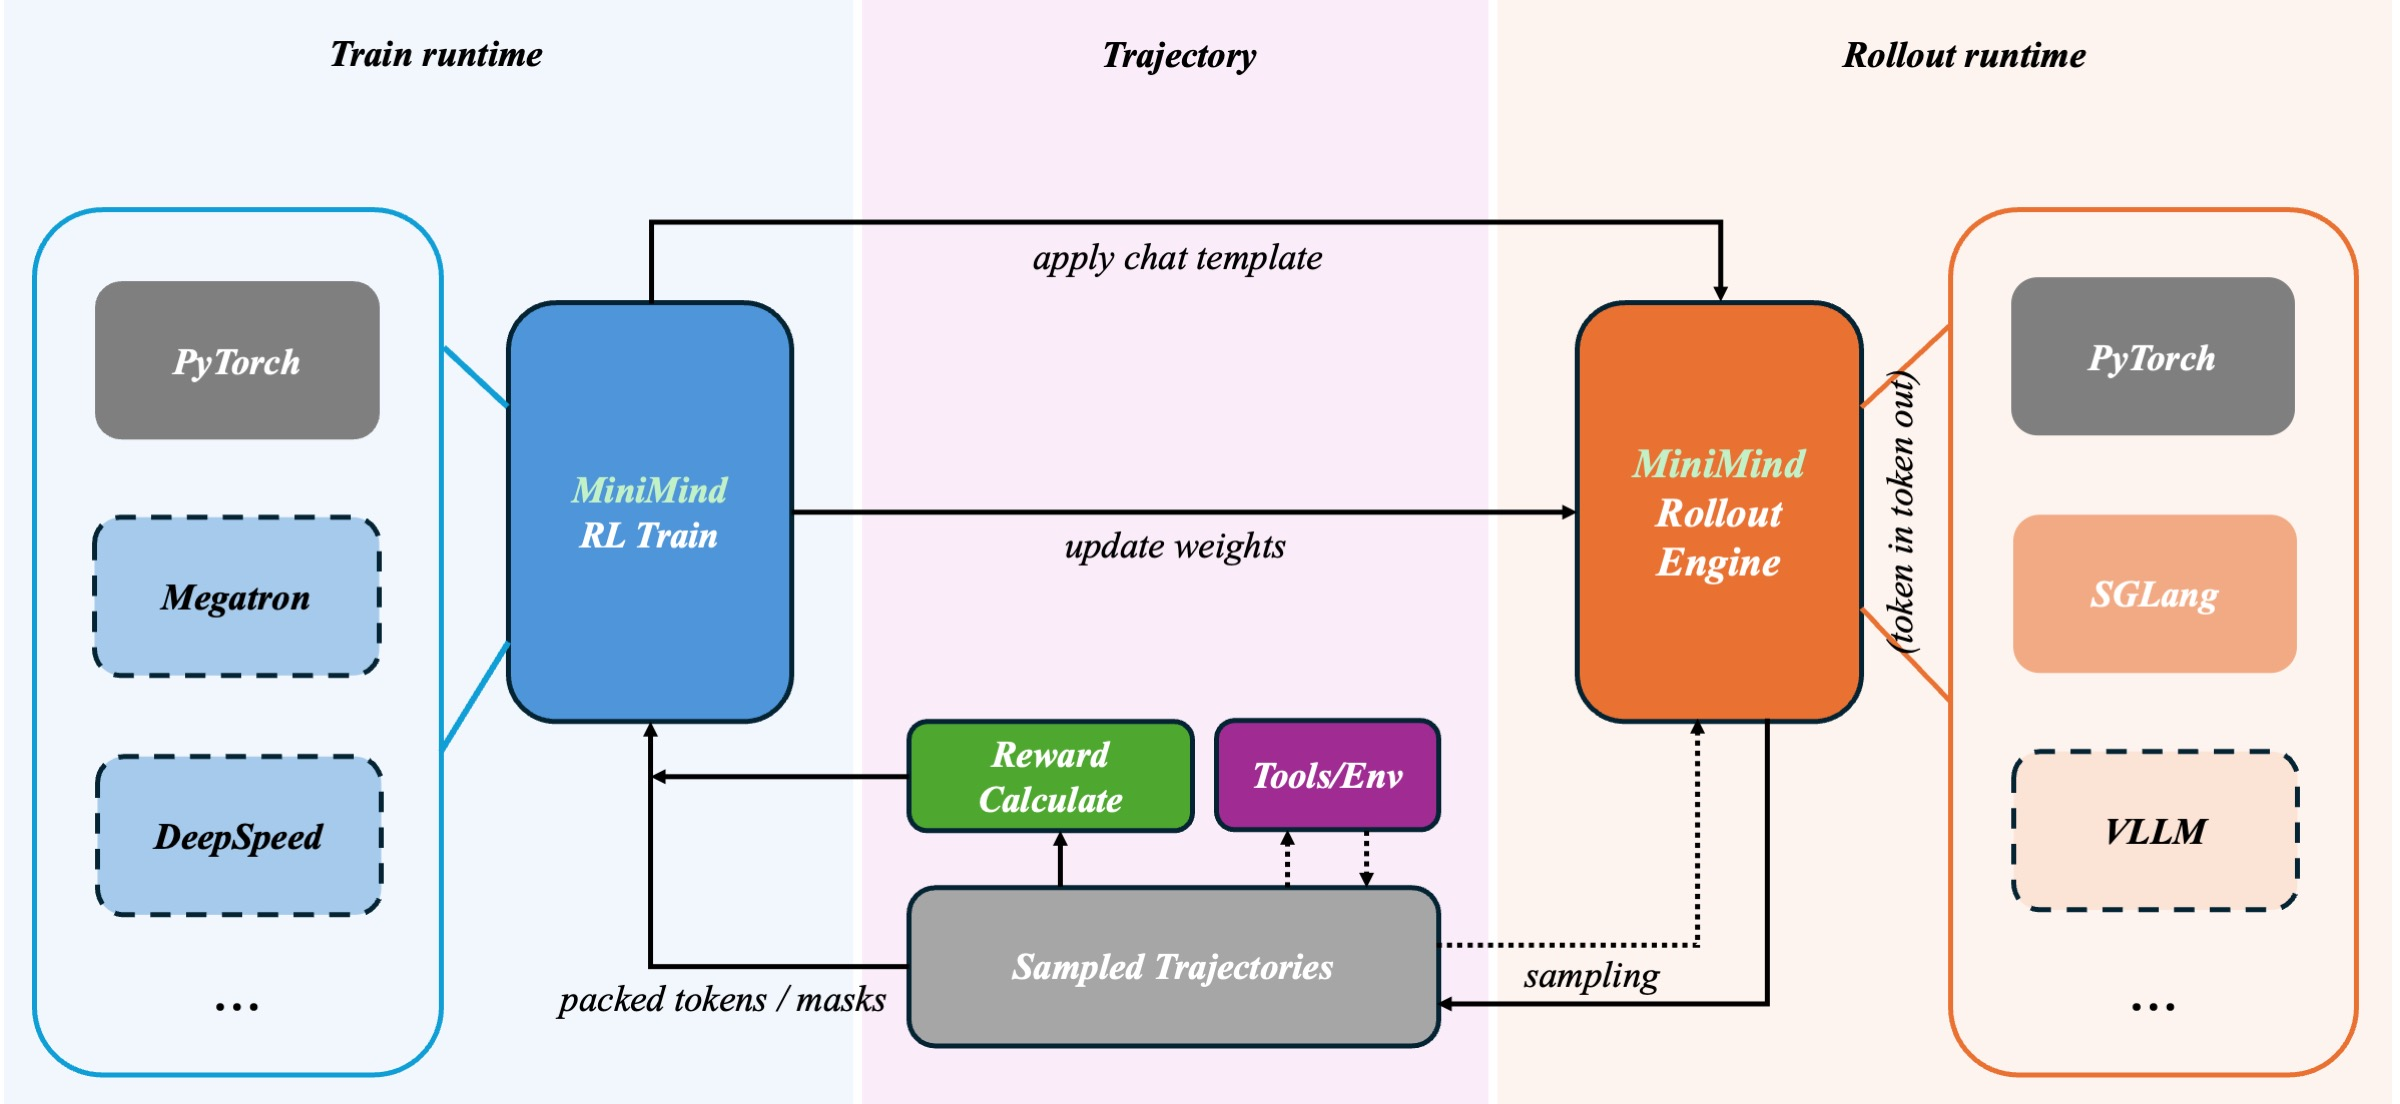 Train runtime
Trajectory
Rollout runtime
PyTorch
Megatron
DeepSpeed
...
MiniMind
RL Train
apply chat template
update weights
Reward
Calculate
Tools/Env
Sampled Trajectories
packed tokens / masks
sampling
MiniMind
Rollout
Engine
(token in token out)
PyTorch
SGLang
VLLM
...